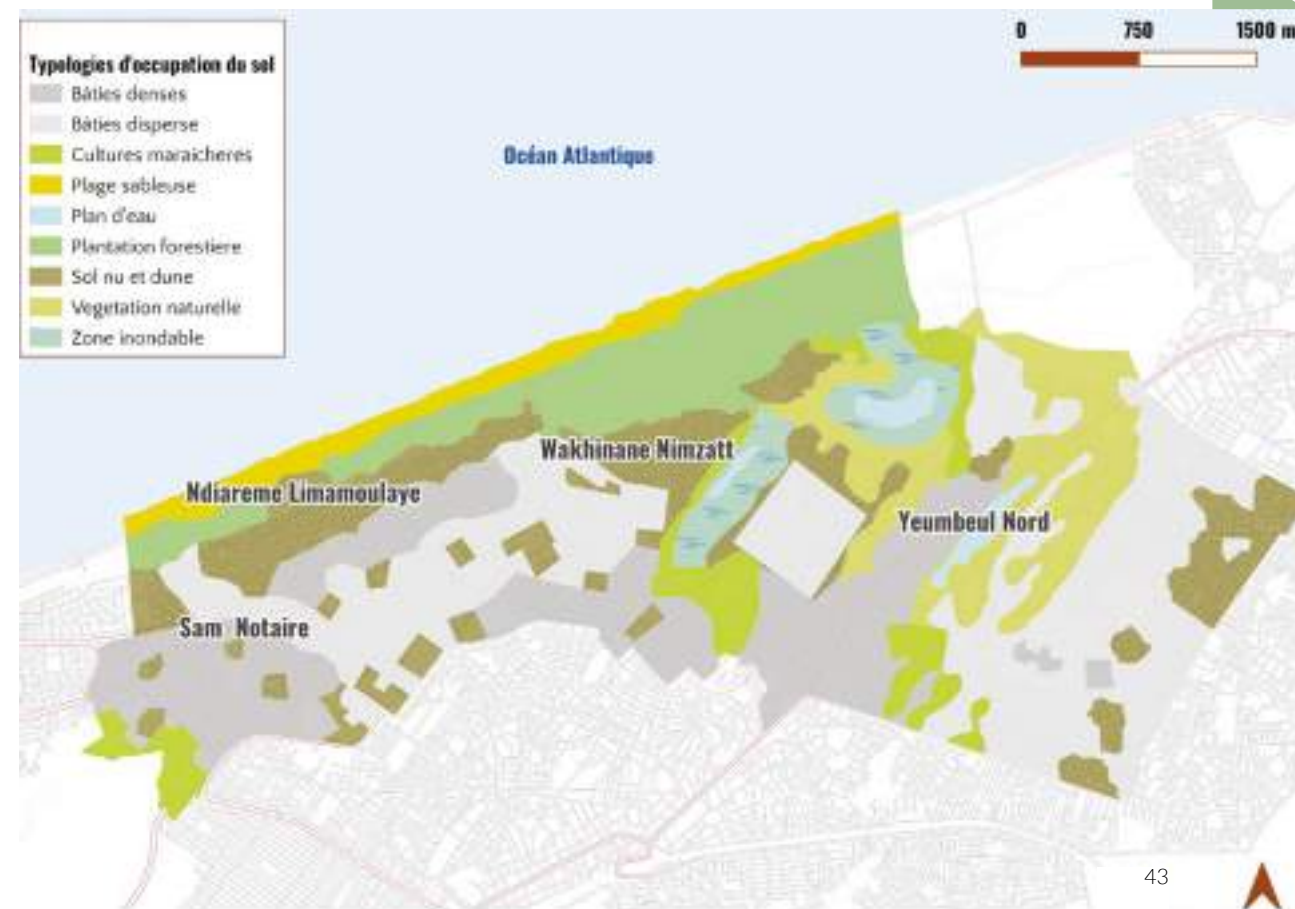 0 750 1500 m
Typologies d'occupation du sol
Bâties denses
Bâties disperse
Cultures maraicheres
Plage sableuse
Plan d'eau
Plantation forestiere
Sol nu et dune
Vegetation naturelle
Zone inondable
Océan Atlantique
Wakhinane Nimzatt
Ndiareme Limamoulaye
Yeumbeul Nord
Sam Notaire
43